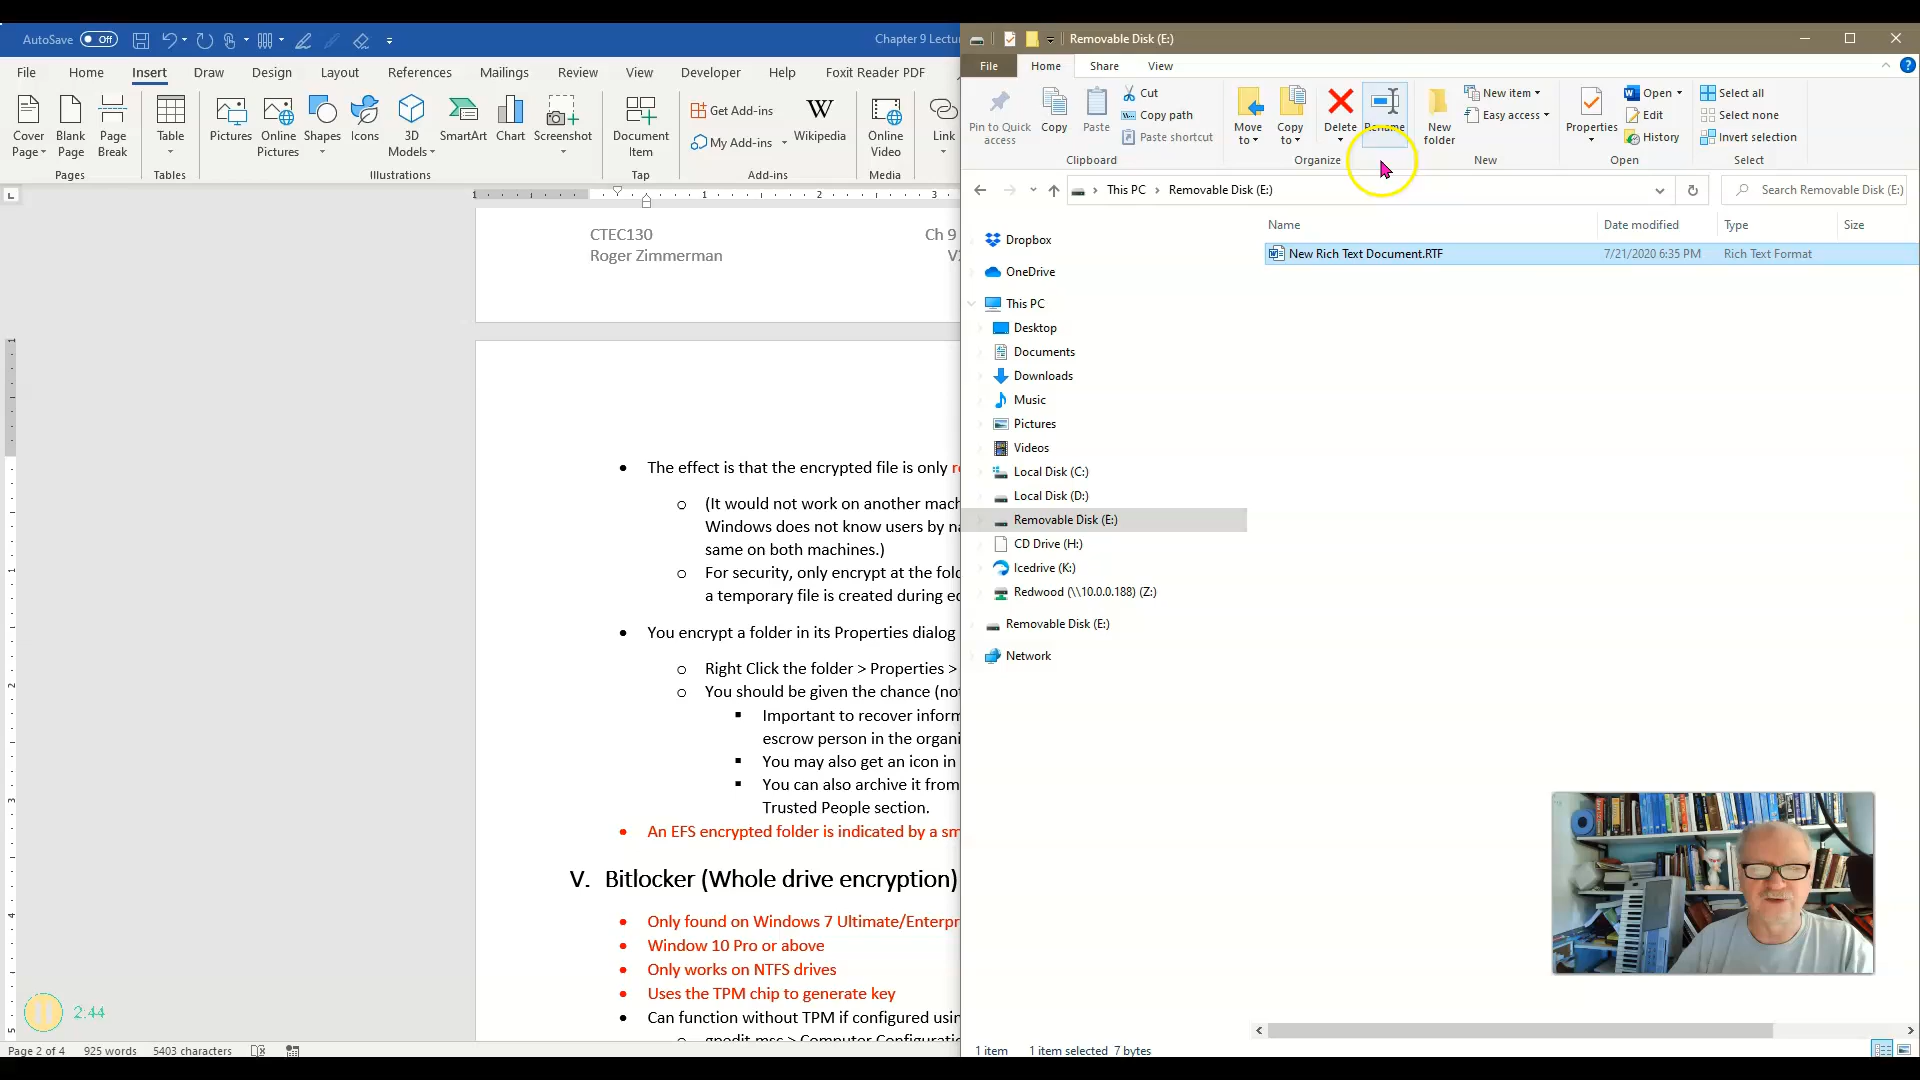 AutoSave Off
Chapter 9 Lectu
File Home Insert Draw Design Layout References Mailings Review View Developer Help Foxit Reader PDF
Cover Page
Blank Page
Page Break
Table
Pictures
Online Pictures
Shapes
Icons
3D Models
SmartArt
Chart
Screenshot
Document Item
Get Add-ins
My Add-ins
Wikipedia
Online Video
Link
Pages
Tables
Illustrations
Tap
Add-ins
Media
CTEC130
Ch 9
Roger Zimmerman
• The effect is that the encrypted file is only
o (It would not work on another mach
Windows does not know users by na
same on both machines.)
o For security, only encrypt at the fol
a temporary file is created during e
• You encrypt a folder in its Properties dialog
o Right Click the folder > Properties >
o You should be given the chance (no
▪ Important to recover inform
escrow person in the organi
▪ You may also get an icon in
▪ You can also archive it from
Trusted People section.
• An EFS encrypted folder is indicated by a sm
V. Bitlocker (Whole drive encryption)
• Only found on Windows 7 Ultimate/Enterpr
• Window 10 Pro or above
• Only works on NTFS drives
• Uses the TPM chip to generate key
• Can function without TPM if configured usin
o gpedit.msc > Computer Configuratio
2:44
Page 2 of 4 925 words 5403 characters
Removable Disk (E:)
File Home Share View
Pin to Quick access
Copy
Paste
Cut
Copy path
Paste shortcut
Move to
Copy to
Delete
Rename
New folder
New item
Easy access
Properties
Open
Edit
History
Select all
Select none
Invert selection
Clipboard
Organize
New
Open
Select
This PC > Removable Disk (E:)
Search Removable Disk (E:)
Name Date modified Type Size
New Rich Text Document.RTF 7/21/2020 6:35 PM Rich Text Format
Dropbox
OneDrive
This PC
Desktop
Documents
Downloads
Music
Pictures
Videos
Local Disk (C:)
Local Disk (D:)
Removable Disk (E:)
CD Drive (H:)
Icedrive (K:)
Redwood (\\10.0.0.188) (Z:)
Removable Disk (E:)
Network
1 item 1 item selected 7 bytes